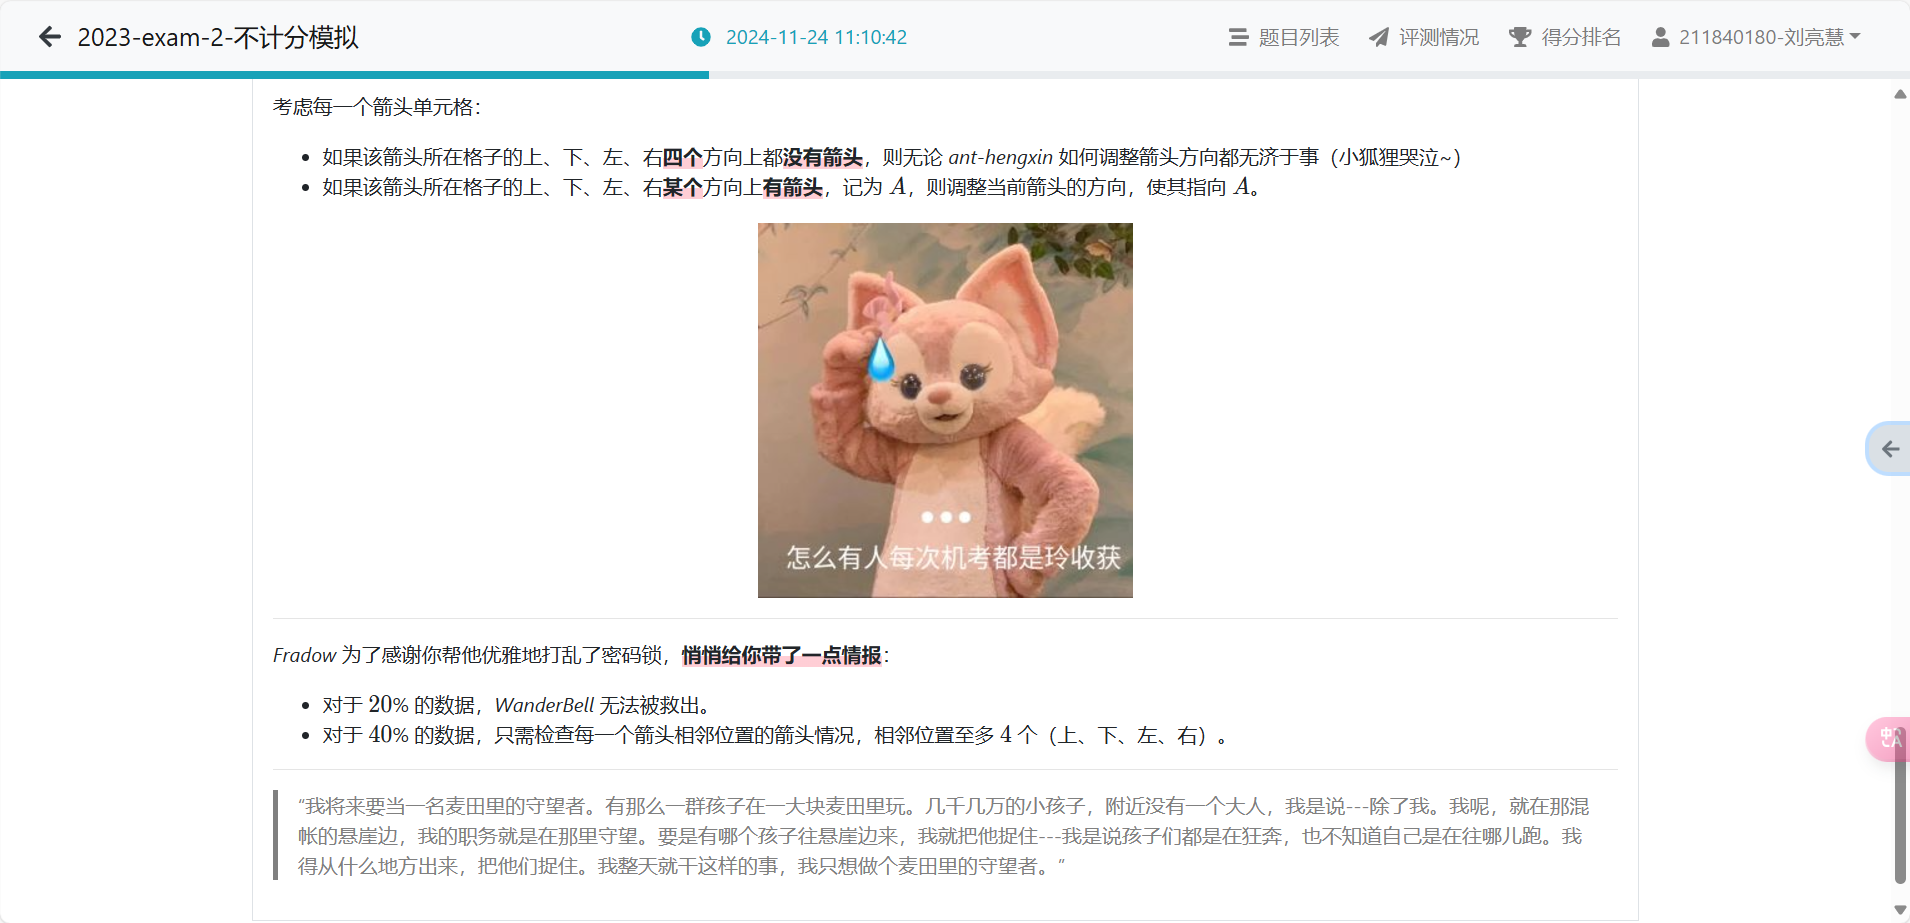 2023-exam-2-不计分模拟
2024-11-24 11:10:42
题目列表
评测情况
得分排名
211840180-刘亮慧
考虑每一个箭头单元格：
如果该箭头所在格子的上、下、左、右四个方向上都没有箭头，则无论 ant-hengxin 如何调整箭头方向都无济于事（小狐狸哭泣~）
如果该箭头所在格子的上、下、左、右某个方向上有箭头，记为 A，则调整当前箭头的方向，使其指向 A。
怎么有人每次机考都是玲收获
Fradow 为了感谢你帮他优雅地打乱了密码锁，悄悄给你带了一点情报：
对于 20% 的数据，WanderBell 无法被救出。
对于 40% 的数据，只需检查每一个箭头相邻位置的箭头情况，相邻位置至多 4 个（上、下、左、右）。
“我将来要当一名麦田里的守望者。有那么一群孩子在一大块麦田里玩。几千几万的小孩子，附近没有一个大人，我是说---除了我。我呢，就在那混
帐的悬崖边，我的职务就是在那里守望。要是有哪个孩子往悬崖边来，我就把他捉住---我是说孩子们都是在狂奔，也不知道自己是在往哪儿跑。我
得从什么地方出来，把他们捉住。我整天就干这样的事，我只想做个麦田里的守望者。”
中A